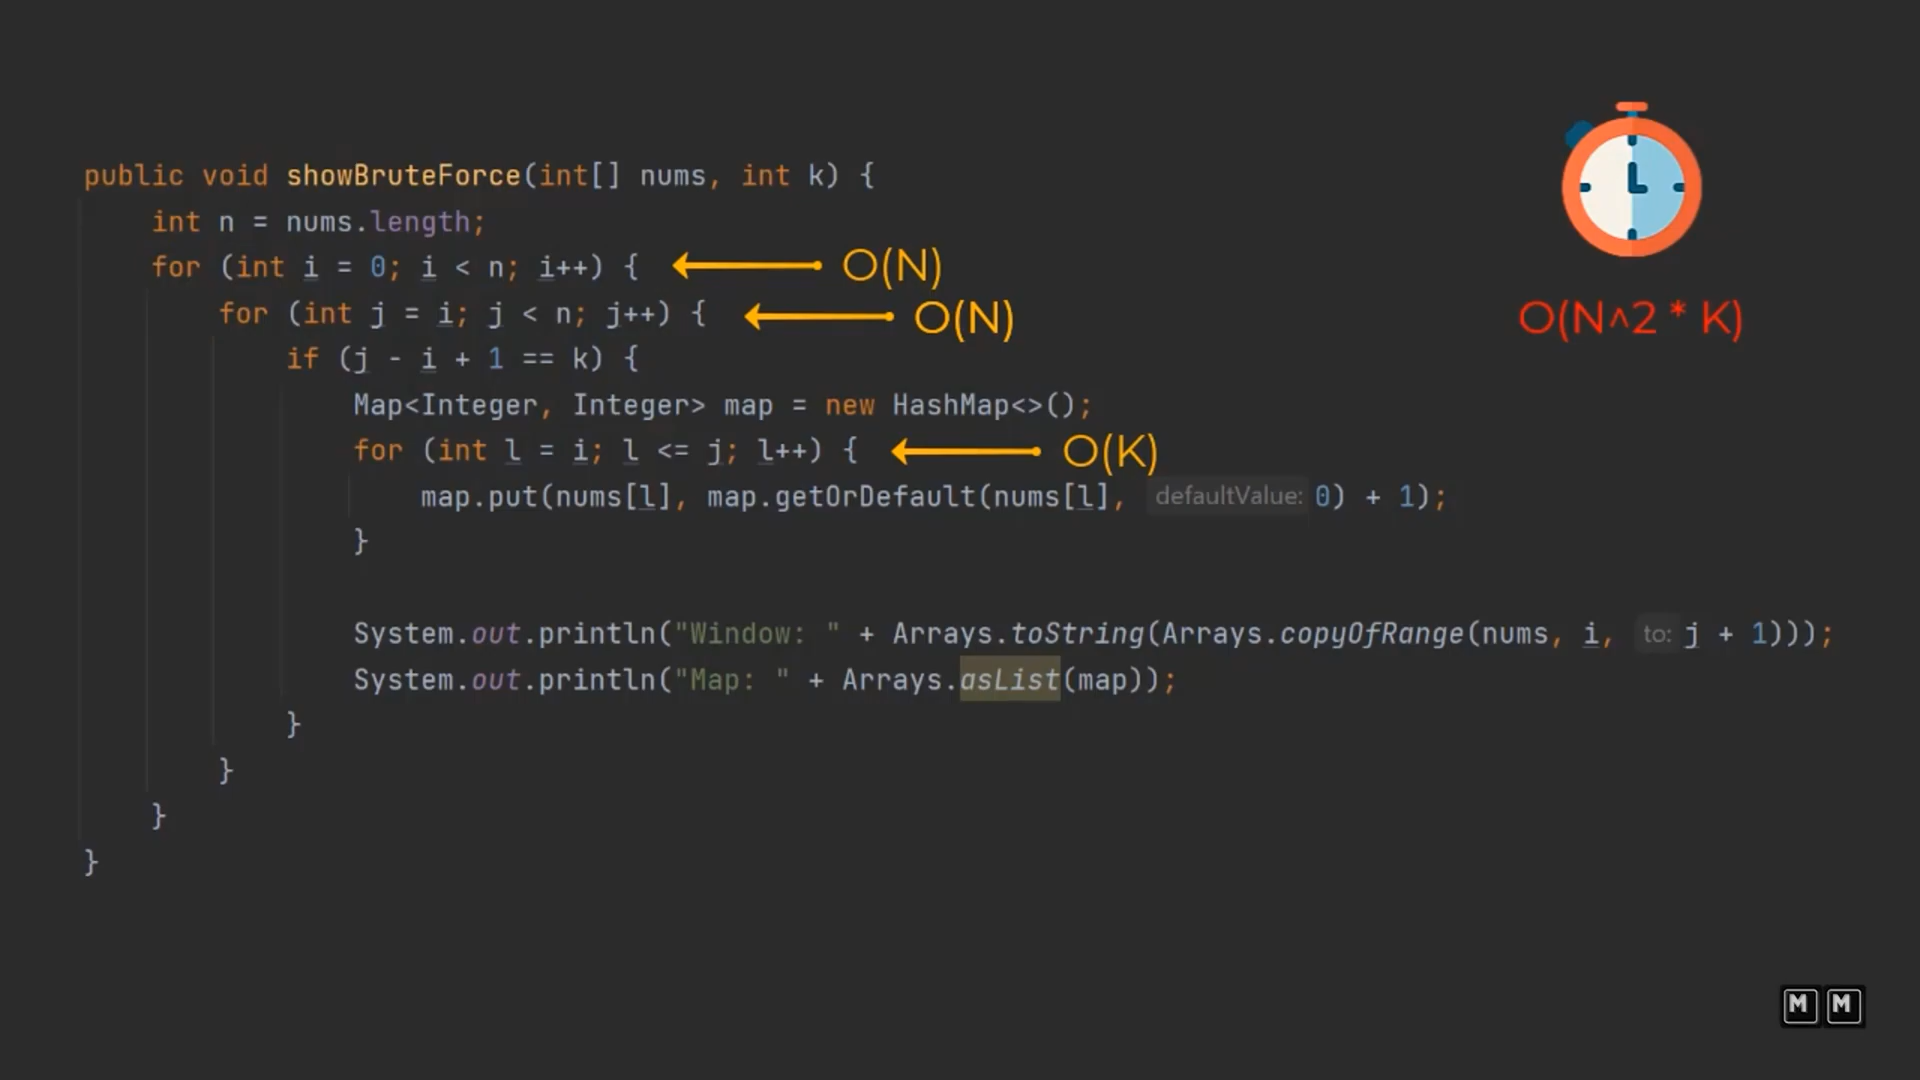 public void showBruteForce(int[] nums, int k) {
int n = nums.length;
for (int i = 0; i < n; i++) { O(N)
for (int j = i; j < n; j++) { O(N)
O(N^2 * K)
if (j - i + 1 == k) {
Map<Integer, Integer> map = new HashMap<>();
for (int l = i; l <= j; l++) { O(K)
map.put(nums[l], map.getOrDefault(nums[l], defaultValue: 0) + 1);
}
System.out.println("Window: " + Arrays.toString(Arrays.copyOfRange(nums, i, to: j + 1)));
System.out.println("Map: " + Arrays.asList(map));
}
}
}
}
M M